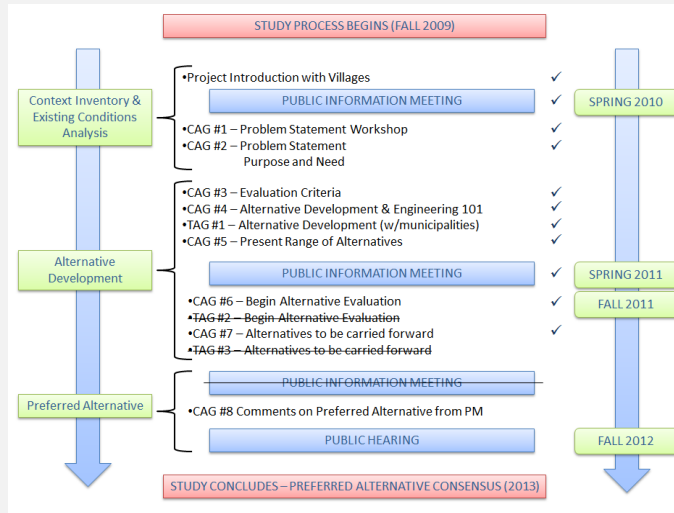 STUDY PROCESS BEGINS (FALL 2009)
Context Inventory &
Existing Conditions
Analysis
•Project Introduction with Villages ✓
PUBLIC INFORMATION MEETING ✓
SPRING 2010
•CAG #1 – Problem Statement Workshop ✓
•CAG #2 – Problem Statement ✓
Purpose and Need
Alternative
Development
•CAG #3 – Evaluation Criteria ✓
•CAG #4 – Alternative Development & Engineering 101 ✓
•TAG #1 – Alternative Development (w/municipalities) ✓
•CAG #5 – Present Range of Alternatives ✓
PUBLIC INFORMATION MEETING ✓
SPRING 2011
•CAG #6 – Begin Alternative Evaluation ✓
FALL 2011
•TAG #2 – Begin Alternative Evaluation
•CAG #7 – Alternatives to be carried forward ✓
•TAG #3 – Alternatives to be carried forward
Preferred Alternative
PUBLIC INFORMATION MEETING
•CAG #8 Comments on Preferred Alternative from PM
PUBLIC HEARING
FALL 2012
STUDY CONCLUDES – PREFERRED ALTERNATIVE CONSENSUS (2013)